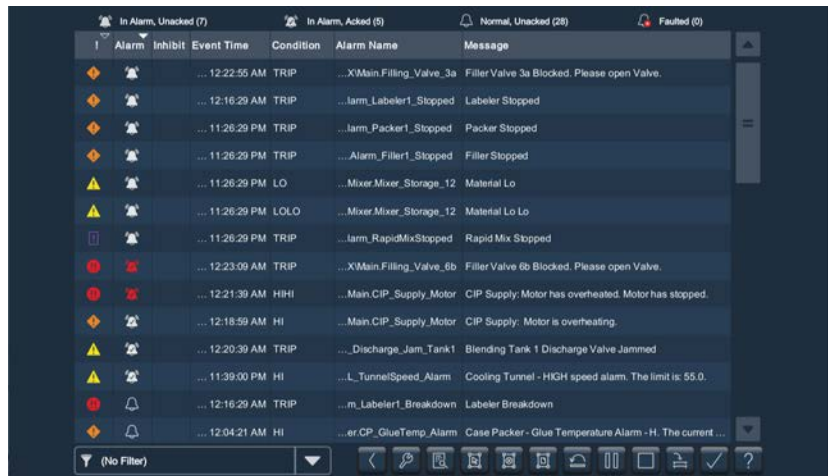 In Alarm, Unacked (7) In Alarm, Acked (5) Normal, Unacked (28) Faulted (0)
! Alarm Inhibit Event Time Condition Alarm Name Message
... 12:22:55 AM TRIP ...X\Main.Filling_Valve_3a Filler Valve 3a Blocked. Please open Valve.
... 12:16:29 AM TRIP ...larm_Labeler1_Stopped Labeler Stopped
... 11:26:29 PM TRIP ...larm_Packer1_Stopped Packer Stopped
... 11:26:29 PM TRIP ....Alarm_Filler1_Stopped Filler Stopped
... 11:26:29 PM LO ...Mixer.Mixer_Storage_12 Material Lo
... 11:26:29 PM LOLO ...Mixer.Mixer_Storage_12 Material Lo Lo
... 11:26:29 PM TRIP ...larm_RapidMixStopped Rapid Mix Stopped
... 12:23:09 AM TRIP ...X\Main.Filling_Valve_6b Filler Valve 6b Blocked. Please open Valve.
... 12:21:39 AM HIHI ...Main.CIP_Supply_Motor CIP Supply: Motor has overheated. Motor has stopped.
... 12:18:59 AM HI ...Main.CIP_Supply_Motor CIP Supply: Motor is overheating.
... 12:20:39 AM TRIP ..._Discharge_Jam_Tank1 Blending Tank 1 Discharge Valve Jammed
... 11:39:00 PM HI ...L_TunnelSpeed_Alarm Cooling Tunnel - HIGH speed alarm. The limit is: 55.0.
... 12:16:29 AM TRIP ...m_Labeler1_Breakdown Labeler Breakdown
... 12:04:21 AM HI ...er.CP_GlueTemp_Alarm Case Packer - Glue Temperature Alarm - H. The current ...
(No Filter) ?